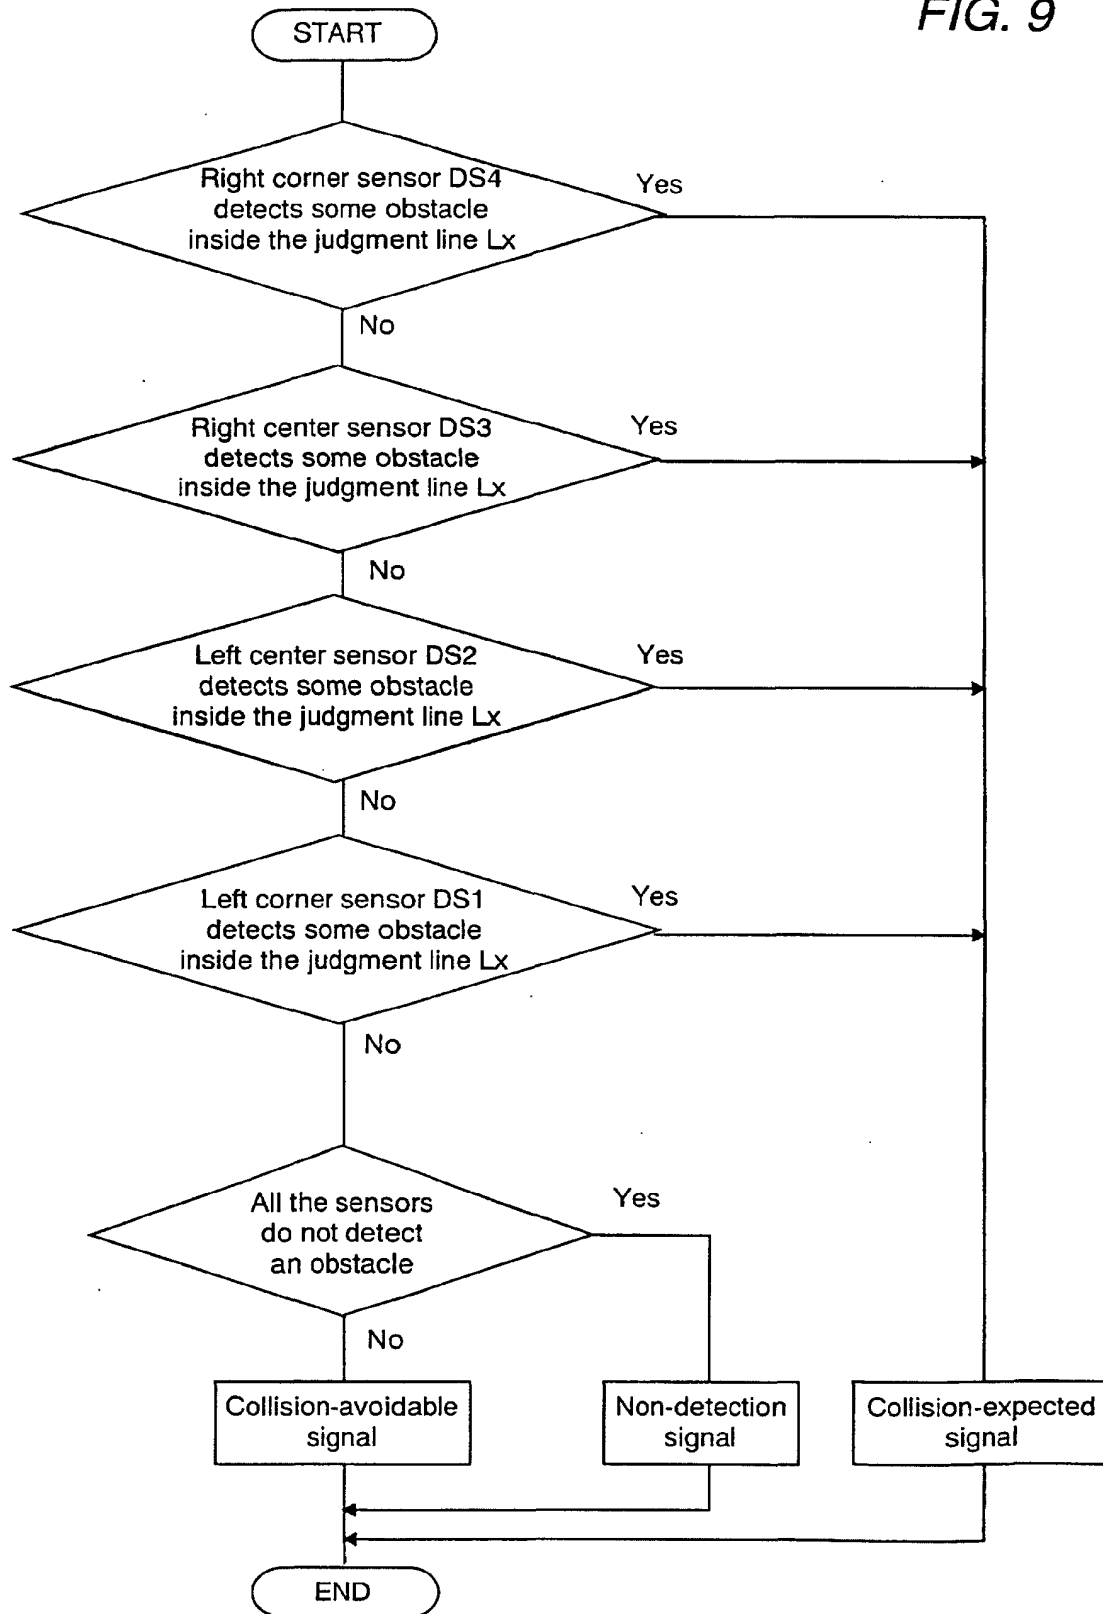 FIG. 9
START
Right corner sensor DS4
detects some obstacle
inside the judgment line Lx
Yes
No
Right center sensor DS3
detects some obstacle
inside the judgment line Lx
Yes
No
Left center sensor DS2
detects some obstacle
inside the judgment line Lx
Yes
No
Left corner sensor DS1
detects some obstacle
inside the judgment line Lx
Yes
No
All the sensors
do not detect
an obstacle
Yes
No
Collision-avoidable
signal
Non-detection
signal
Collision-expected
signal
END